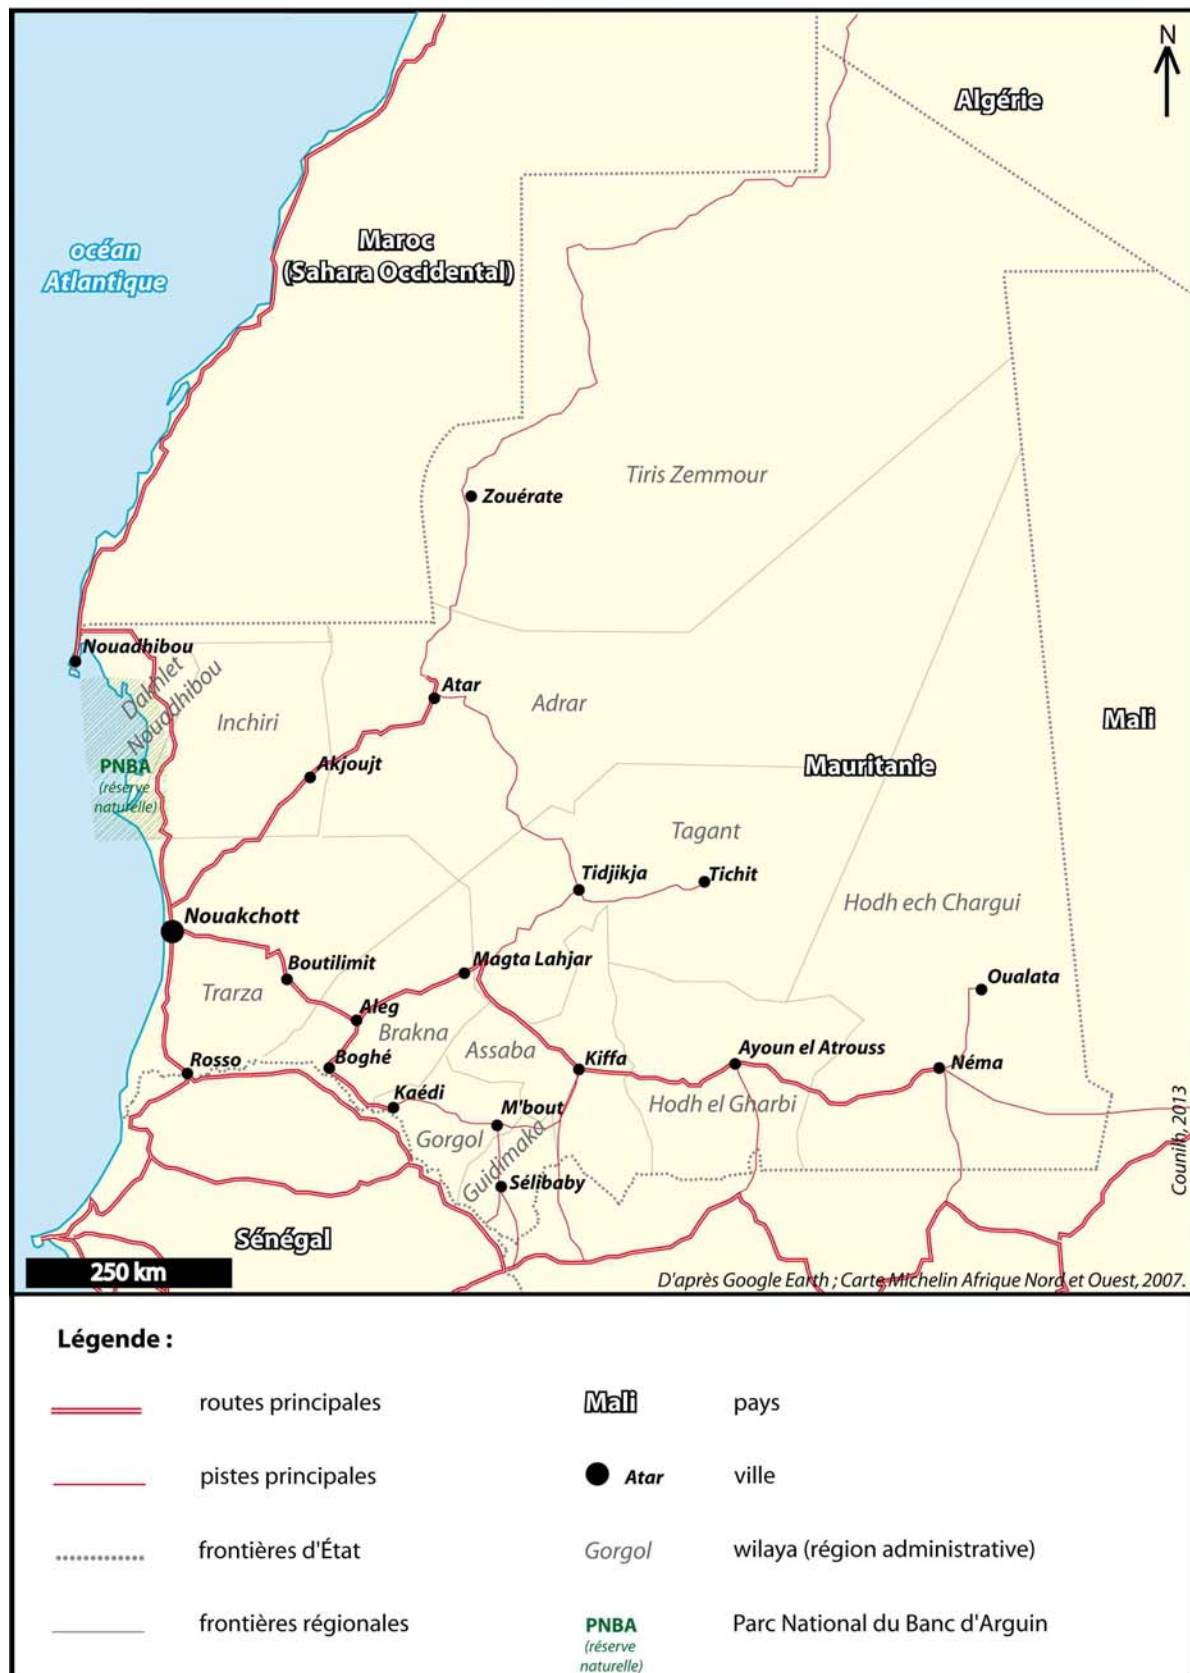 N
Algérie
océan
Atlantique
Maroc
(Sahara Occidental)
Tiris Zemmour
Zouérate
Nouadhibou
Dakhlet
Nouadhibou
Atar
Adrar
Inchiri
Mali
Akjoujt
PNBA
(réserve
naturelle)
Mauritanie
Tagant
Tidjikja
Tichit
Hodh ech Chargui
Nouakchott
Boutilimit
Magta Lahjar
Oualata
Trarza
Aleg
Brakna
Assaba
Rosso
Boghé
Kiffa
Ayoun el Atrouss
Néma
Kaédi
M'bout
Hodh el Gharbi
Gorgol
Guidimaka
Sélibaby
Counilh, 2013
Sénégal
250 km
D'après Google Earth ; Carte Michelin Afrique Nord et Ouest, 2007.
Légende :
routes principales
Mali
pays
pistes principales
Atar
ville
frontières d'État
Gorgol
wilaya (région administrative)
frontières régionales
PNBA
(réserve
naturelle)
Parc National du Banc d'Arguin